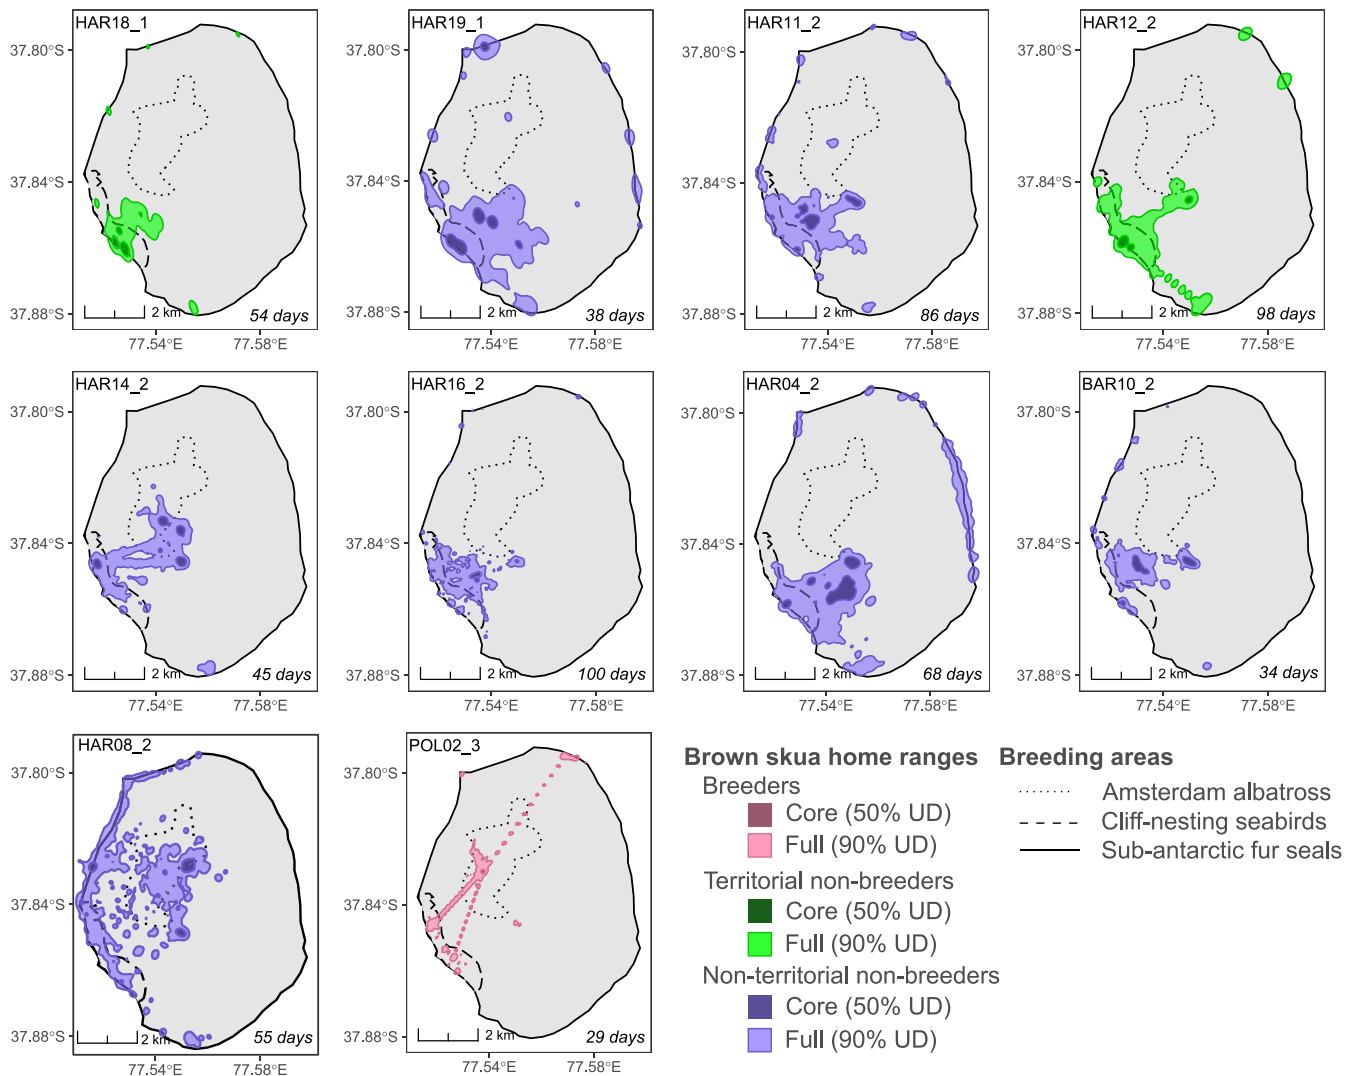 HAR18_1
HAR19_1
HAR11_2
HAR12_2
37.80°S
37.84°S
37.88°S
2 km
54 days
77.54°E
77.58°E
37.80°S
37.84°S
37.88°S
2 km
38 days
77.54°E
77.58°E
37.80°S
37.84°S
37.88°S
2 km
86 days
77.54°E
77.58°E
37.80°S
37.84°S
37.88°S
2 km
98 days
77.54°E
77.58°E
HAR14_2
HAR16_2
HAR04_2
BAR10_2
37.80°S
37.84°S
37.88°S
2 km
45 days
77.54°E
77.58°E
37.80°S
37.84°S
37.88°S
2 km
100 days
77.54°E
77.58°E
37.80°S
37.84°S
37.88°S
2 km
68 days
77.54°E
77.58°E
37.80°S
37.84°S
37.88°S
2 km
34 days
77.54°E
77.58°E
HAR08_2
POL02_3
37.80°S
37.84°S
37.88°S
2 km
55 days
77.54°E
77.58°E
37.80°S
37.84°S
37.88°S
2 km
29 days
77.54°E
77.58°E
Brown skua home ranges
Breeders
Core (50% UD)
Full (90% UD)
Territorial non-breeders
Core (50% UD)
Full (90% UD)
Non-territorial non-breeders
Core (50% UD)
Full (90% UD)
Breeding areas
Amsterdam albatross
Cliff-nesting seabirds
Sub-antarctic fur seals